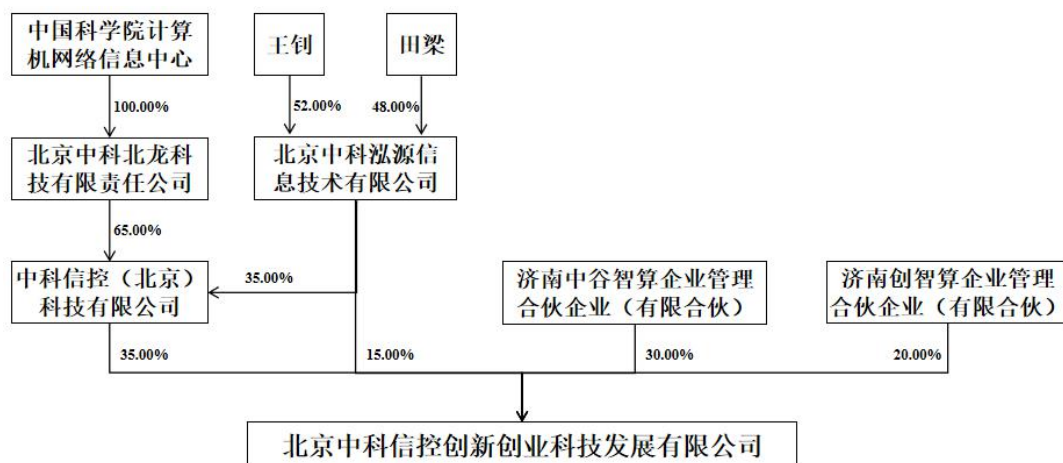 中国科学院计算
机网络信息中心
王钊
田梁
100.00%
52.00%
48.00%
北京中科北龙科
技有限责任公司
北京中科泓源信
息技术有限公司
65.00%
中科信控（北京）
科技有限公司
35.00%
济南中谷智算企业管理
合伙企业（有限合伙）
济南创智算企业管理
合伙企业（有限合伙）
35.00%
15.00%
30.00%
20.00%
北京中科信控创新创业科技发展有限公司